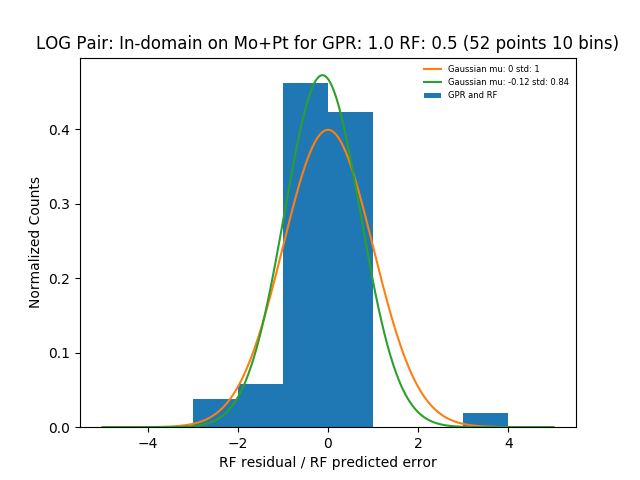 LOG Pair: In-domain on Mo+Pt for GPR: 1.0 RF: 0.5 (52 points 10 bins)
Gaussian mu: 0 std: 1
Gaussian mu: -0.12 std: 0.84
GPR and RF
Normalized Counts
0.4
0.3
0.2
0.1
0.0
−4
−2
0
2
4
RF residual / RF predicted error